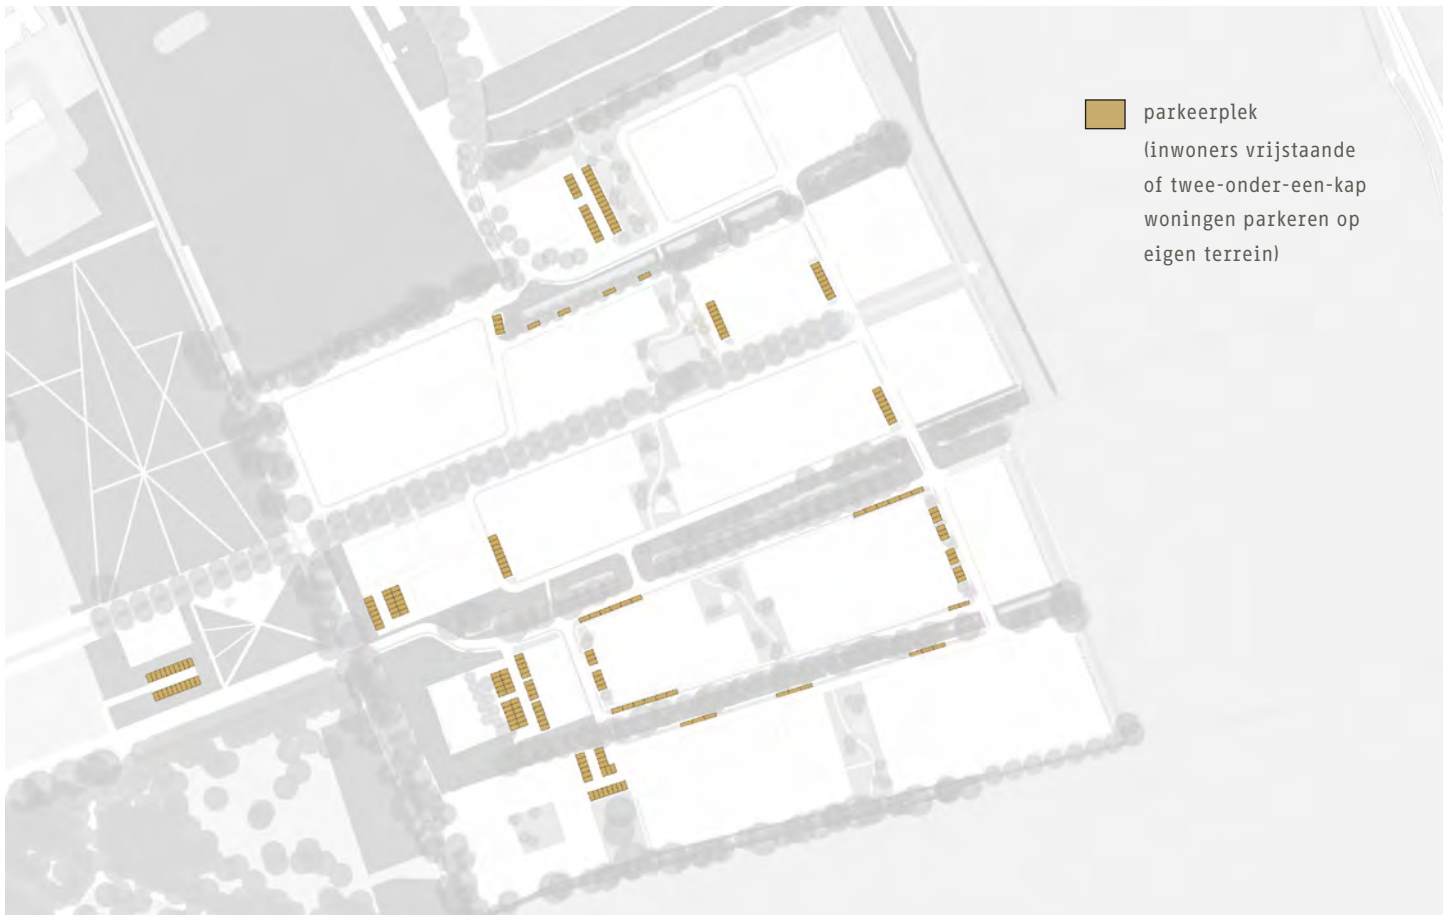 parkeerplek
(inwoners vrijstaande
of twee-onder-een-kap
woningen parkeren op
eigen terrein)